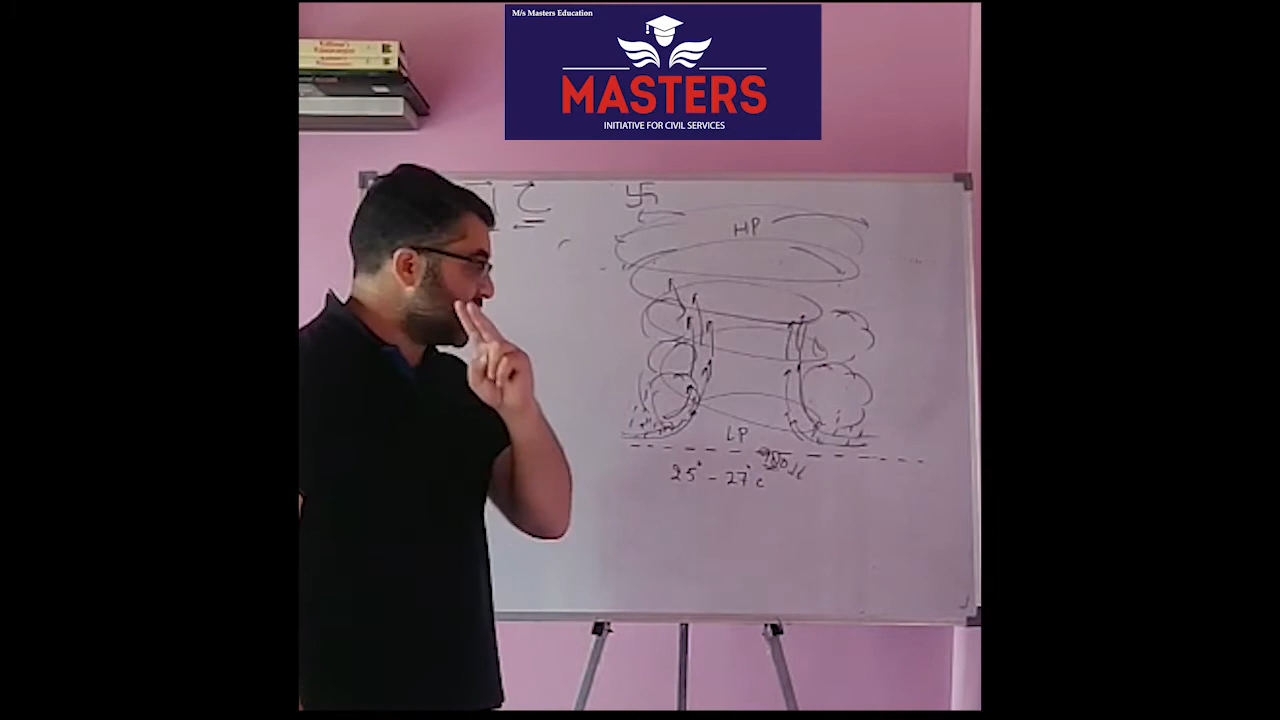 M/s Masters Education
MASTERS
INITIATIVE FOR CIVIL SERVICES
HP
LP
25° - 27°c